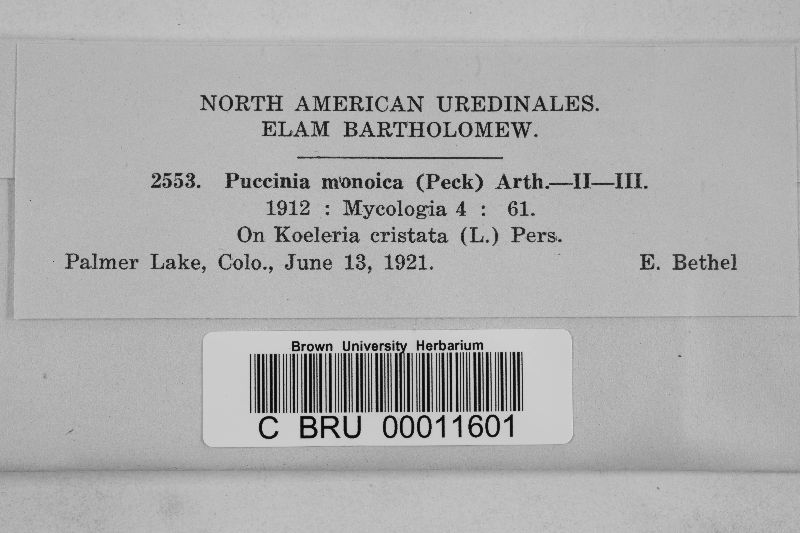 NORTH AMERICAN UREDINALES.
ELAM BARTHOLOMEW.
2553. Puccinia monoica (Peck) Arth.—II—III.
1912 : Mycologia 4 : 61.
On Koeleria cristata (L.) Pers.
Palmer Lake, Colo., June 13, 1921. E. Bethel
Brown University Herbarium
C BRU 00011601